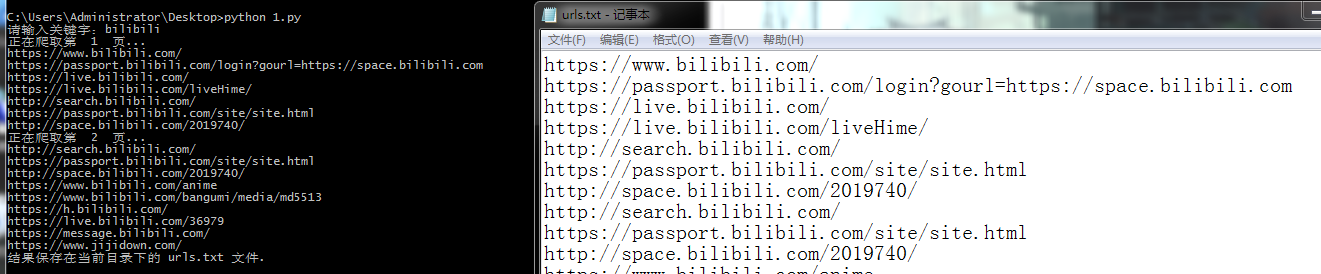 C:\Users\Administrator\Desktop>python 1.py
请输入关键字：bilibili
正在爬取第  1  页...
https://www.bilibili.com/
https://passport.bilibili.com/login?gourl=https://space.bilibili.com
https://live.bilibili.com/
https://live.bilibili.com/liveHime/
http://search.bilibili.com/
https://passport.bilibili.com/site/site.html
http://space.bilibili.com/2019740/
正在爬取第  2  页...
http://search.bilibili.com/
https://passport.bilibili.com/site/site.html
http://space.bilibili.com/2019740/
https://www.bilibili.com/anime
https://www.bilibili.com/bangumi/media/md5513
https://h.bilibili.com/
https://live.bilibili.com/36979
https://message.bilibili.com/
https://www.jijidown.com/
结果保存在当前目录下的 urls.txt 文件.
urls.txt - 记事本
文件(F) 编辑(E) 格式(O) 查看(V) 帮助(H)
https://www.bilibili.com/
https://passport.bilibili.com/login?gourl=https://space.bilibili.com
https://live.bilibili.com/
https://live.bilibili.com/liveHime/
http://search.bilibili.com/
https://passport.bilibili.com/site/site.html
http://space.bilibili.com/2019740/
http://search.bilibili.com/
https://passport.bilibili.com/site/site.html
http://space.bilibili.com/2019740/
https://www.bilibili.com/anime